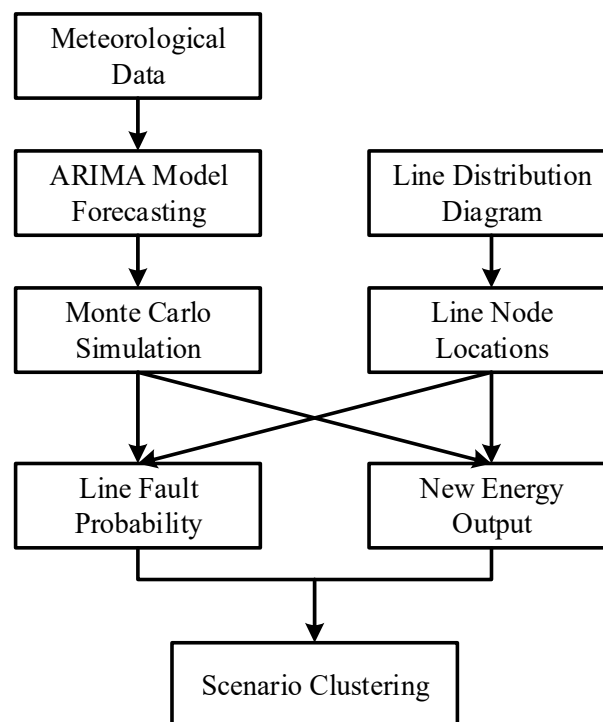 Meteorological
Data
ARIMA Model
Forecasting
Line Distribution
Diagram
Monte Carlo
Simulation
Line Node
Locations
Line Fault
Probability
New Energy
Output
Scenario Clustering